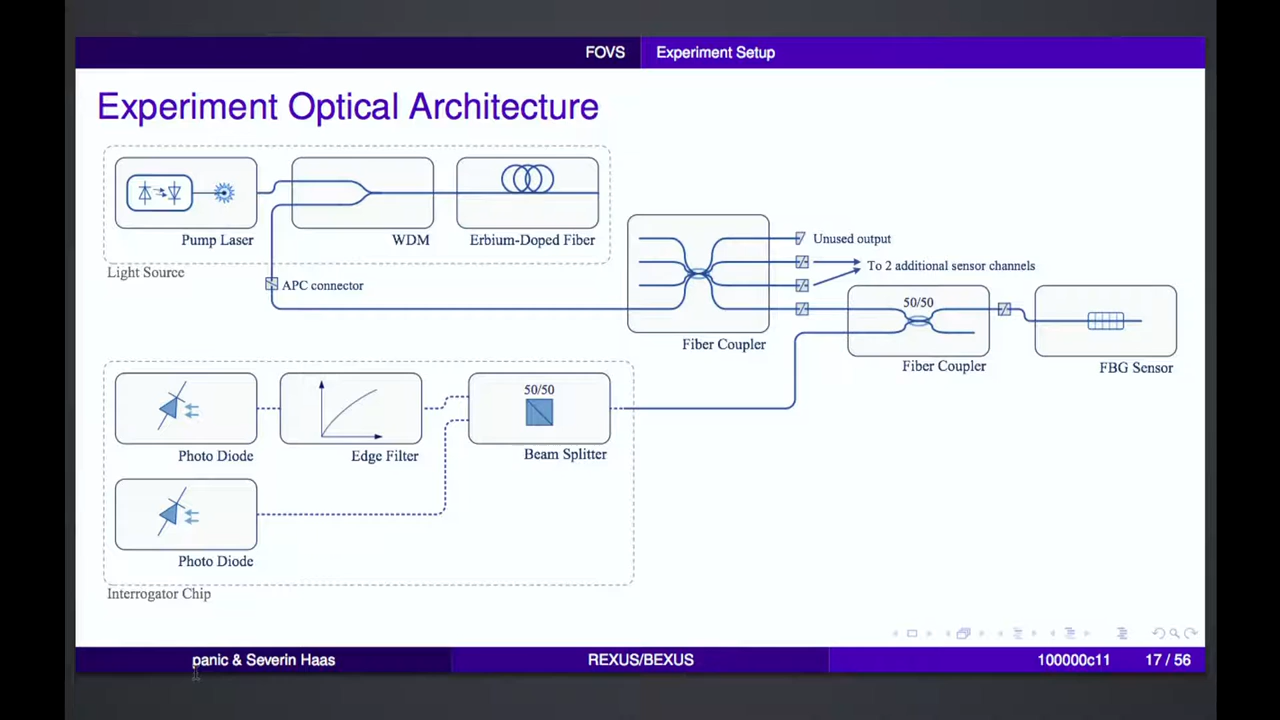 FOVS Experiment Setup
Experiment Optical Architecture
Pump Laser
WDM
Erbium-Doped Fiber
Light Source
APC connector
Unused output
To 2 additional sensor channels
Fiber Coupler
50/50
Fiber Coupler
FBG Sensor
50/50
Photo Diode
Edge Filter
Beam Splitter
Photo Diode
Interrogator Chip
panic & Severin Haas REXUS/BEXUS 100000c11 17 / 56